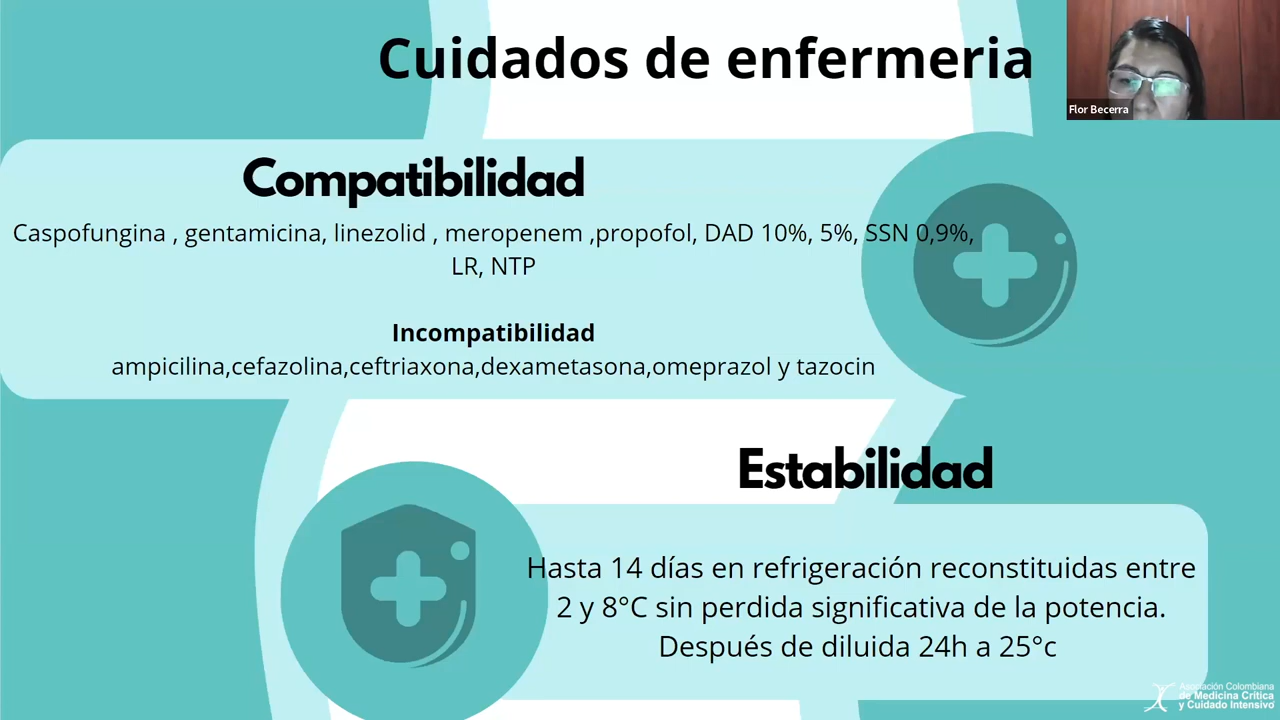 Cuidados de enfermeria
Flor Becerra
Compatibilidad
Caspofungina , gentamicina, linezolid , meropenem ,propofol, DAD 10%, 5%, SSN 0,9%,
LR, NTP
Incompatibilidad
ampicilina,cefazolina,ceftriaxona,dexametasona,omeprazol y tazocin
Estabilidad
Hasta 14 días en refrigeración reconstituidas entre
2 y 8°C sin perdida significativa de la potencia.
Después de diluida 24h a 25°c
Asociación Colombiana
de Medicina Crítica
y Cuidado Intensivo